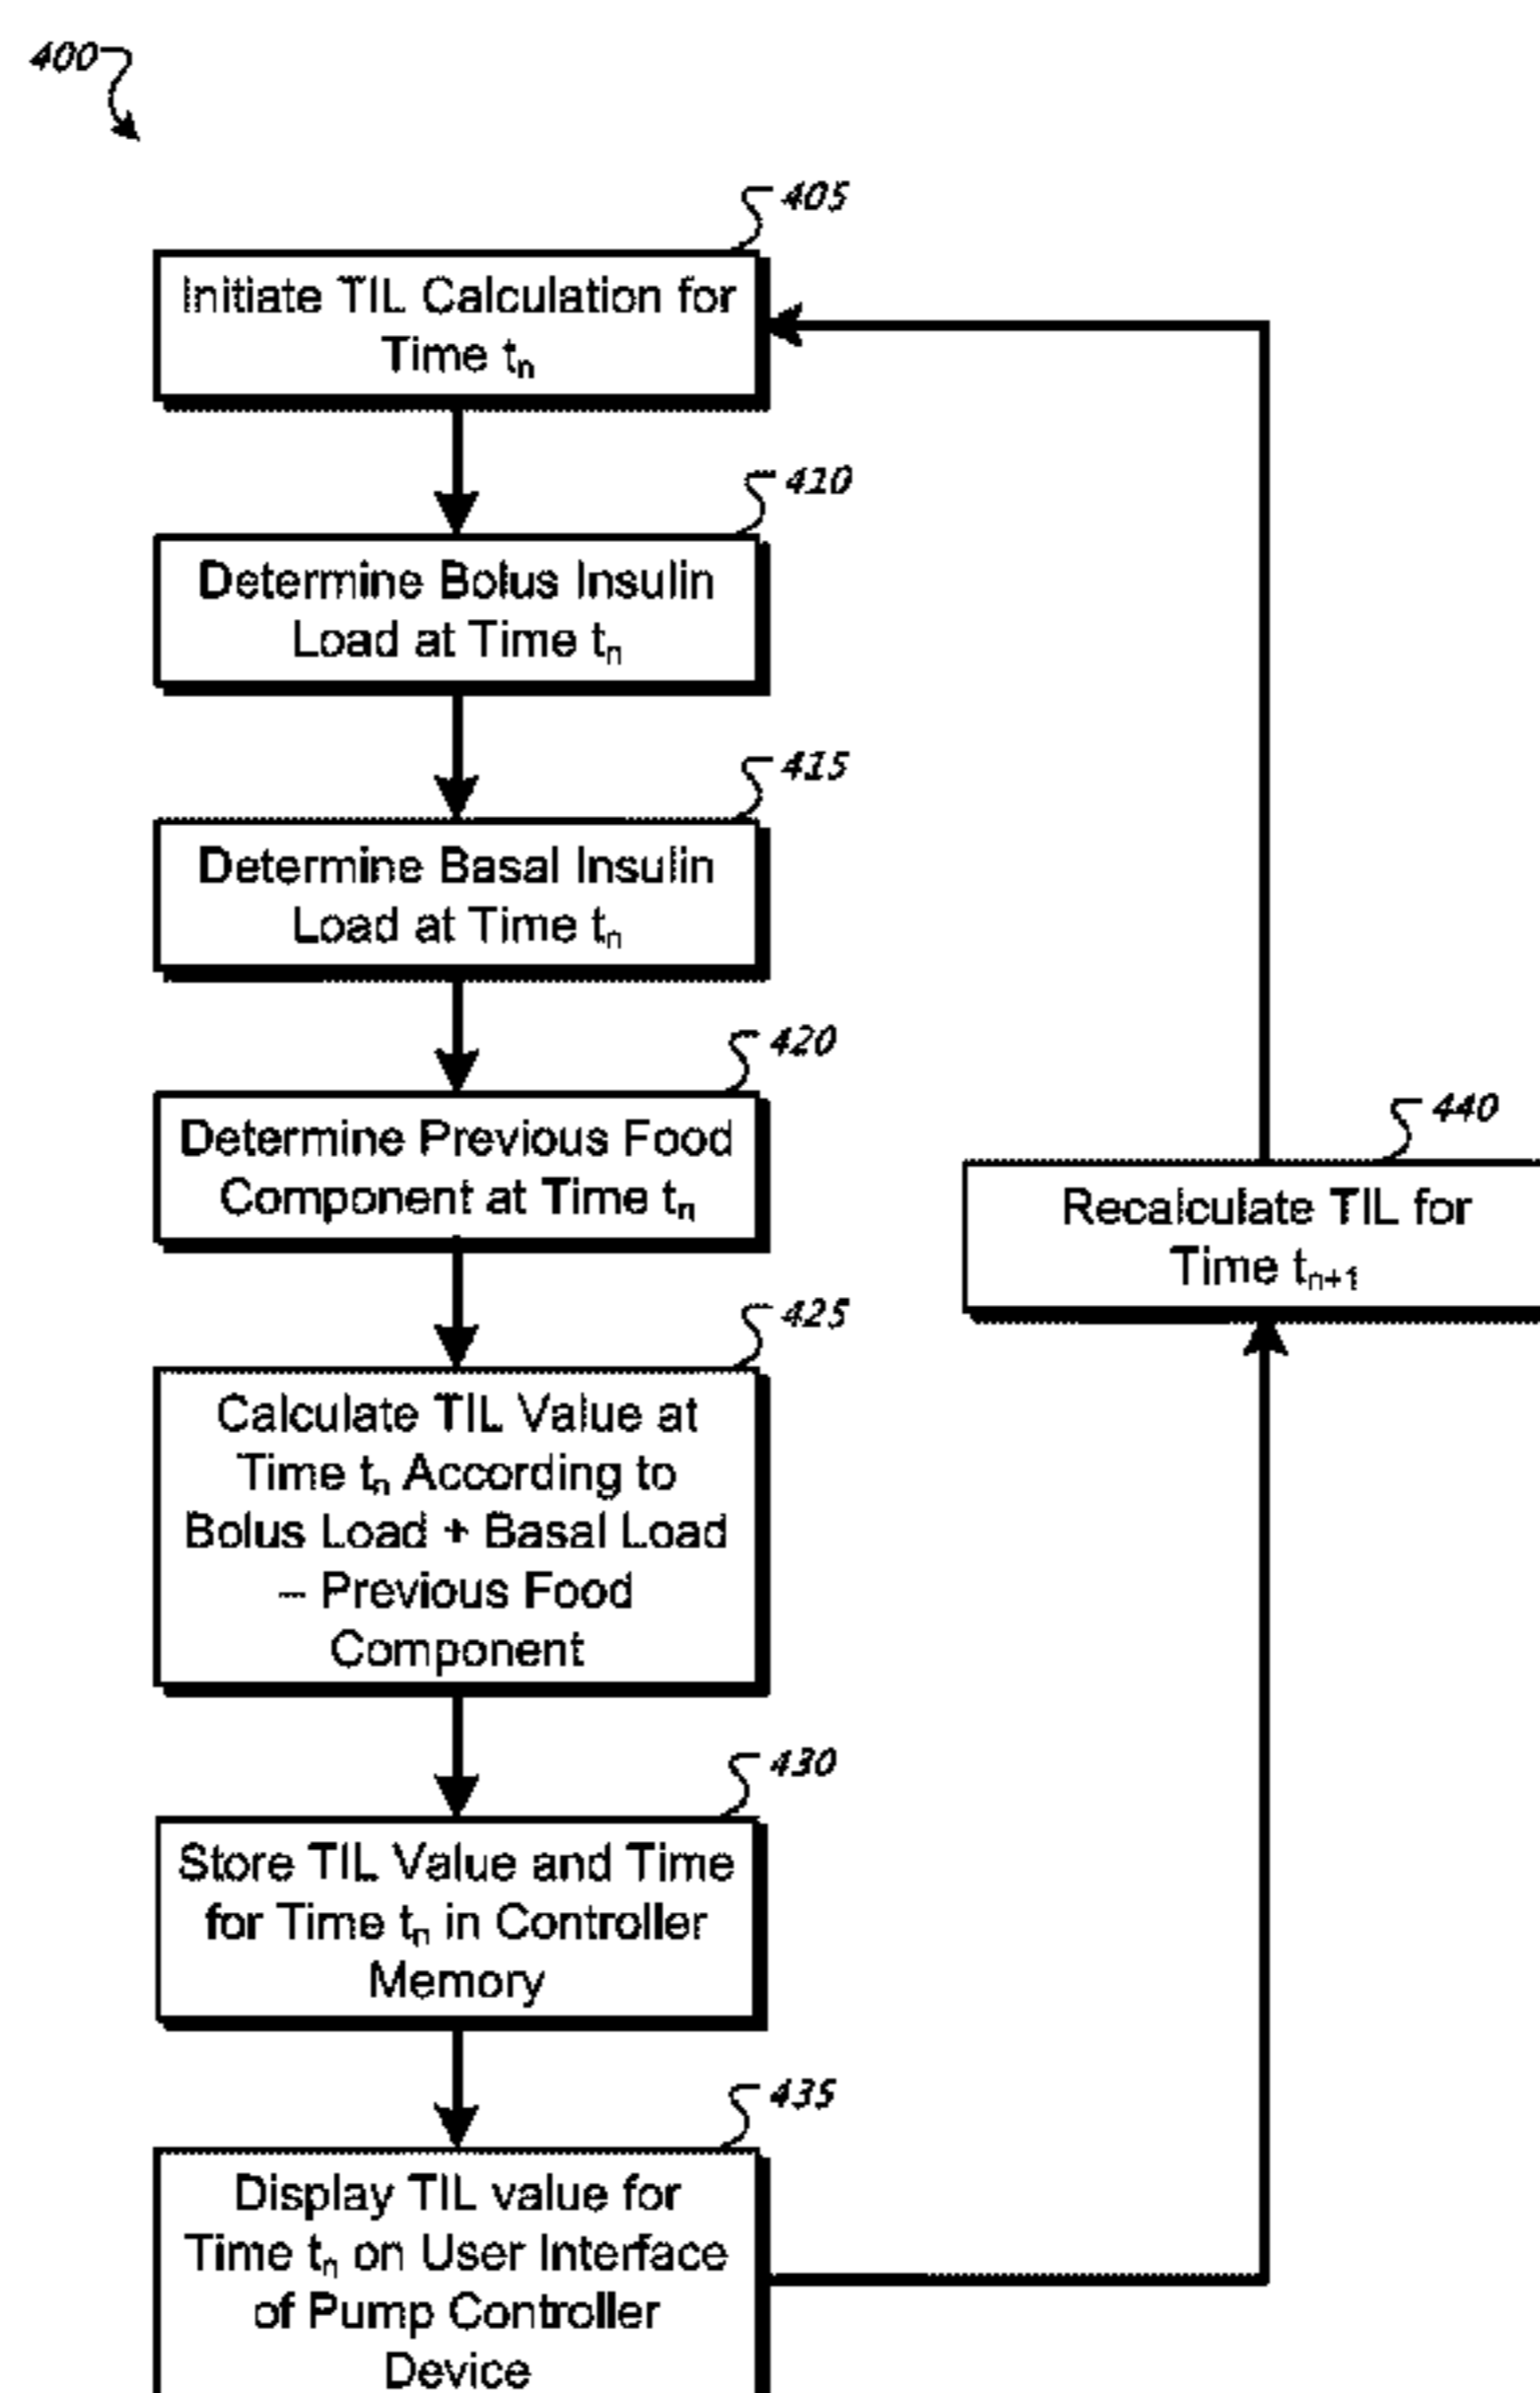 400
405
Initiate TIL Calculation for
Time tn
410
Determine Bolus Insulin
Load at Time tn
415
Determine Basal Insulin
Load at Time tn
420
Determine Previous Food
Component at Time tn
440
Recalculate TIL for
Time tn+1
425
Calculate TIL Value at
Time tn According to
Bolus Load + Basal Load
– Previous Food
Component
430
Store TIL Value and Time
for Time tn in Controller
Memory
435
Display TIL value for
Time tn on User Interface
of Pump Controller
Device